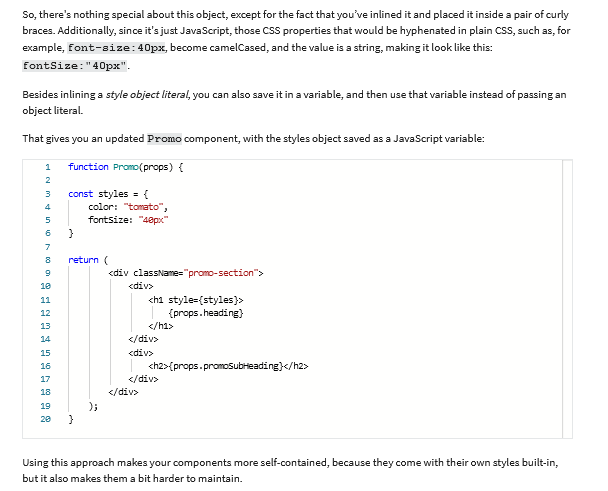 So, there's nothing special about this object, except for the fact that you've inlined it and placed it inside a pair of curly
braces. Additionally, since it's just JavaScript, those CSS properties that would be hyphenated in plain CSS, such as, for
example, font-size:40px, become camelCased, and the value is a string, making it look like this:
fontSize:"40px".
Besides inlining a style object literal, you can also save it in a variable, and then use that variable instead of passing an
object literal.
That gives you an updated Promo component, with the styles object saved as a JavaScript variable:
1 function Promo(props) {
2
3 const styles = {
4 color: "tomato",
5 fontSize: "40px"
6 }
7
8 return (
9 <div className="promo-section">
10 <div>
11 <h1 style={styles}>
12 {props.heading}
13 </h1>
14 </div>
15 <div>
16 <h2>{props.promoSubHeading}</h2>
17 </div>
18 </div>
19 );
20 }
Using this approach makes your components more self-contained, because they come with their own styles built-in,
but it also makes them a bit harder to maintain.